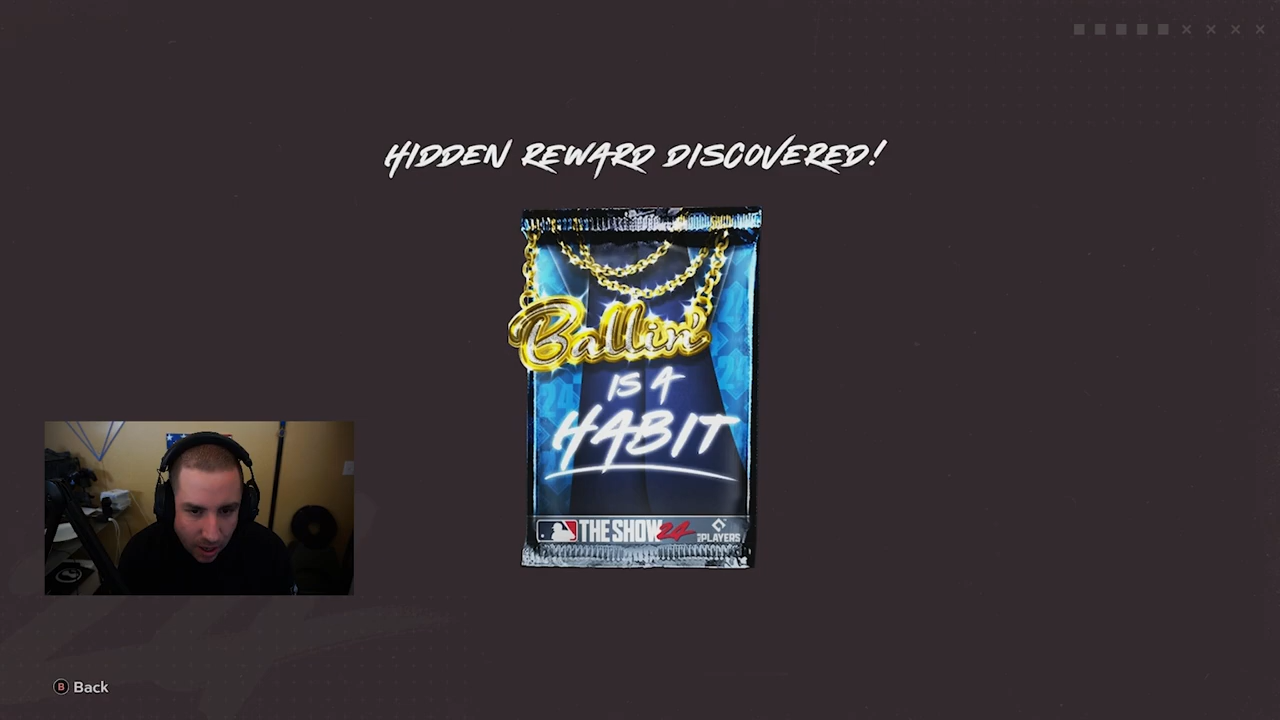 HIDDEN REWARD DISCOVERED!
Ballin'
IS A
HABIT
THE SHOW 24
PLAYERS
B Back